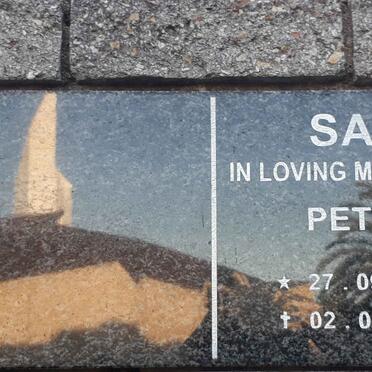 SA
IN LOVING M
PET
★ 27.0
✝ 02.0